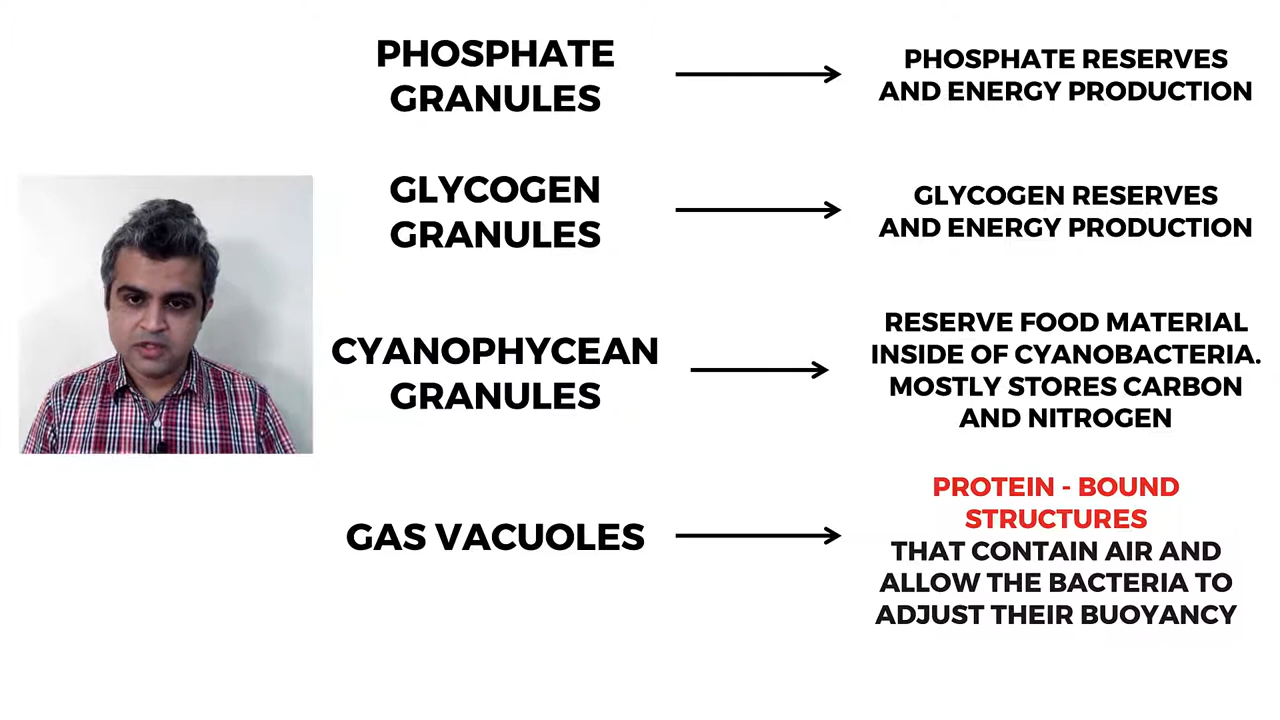 PHOSPHATE
GRANULES
PHOSPHATE RESERVES
AND ENERGY PRODUCTION
GLYCOGEN
GRANULES
GLYCOGEN RESERVES
AND ENERGY PRODUCTION
CYANOPHYCEAN
GRANULES
RESERVE FOOD MATERIAL
INSIDE OF CYANOBACTERIA.
MOSTLY STORES CARBON
AND NITROGEN
GAS VACUOLES
PROTEIN - BOUND
STRUCTURES
THAT CONTAIN AIR AND
ALLOW THE BACTERIA TO
ADJUST THEIR BUOYANCY